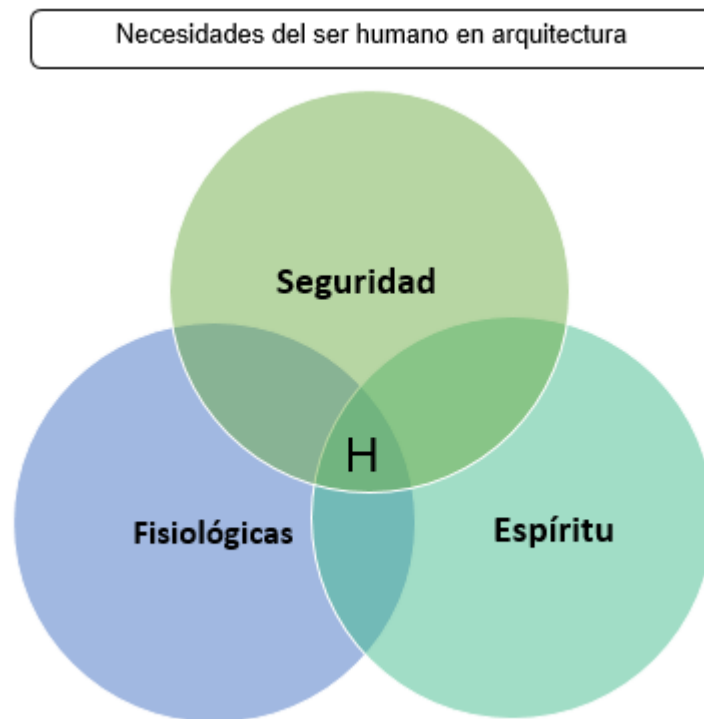 Necesidades del ser humano en arquitectura
Seguridad
H
Fisiológicas
Espíritu